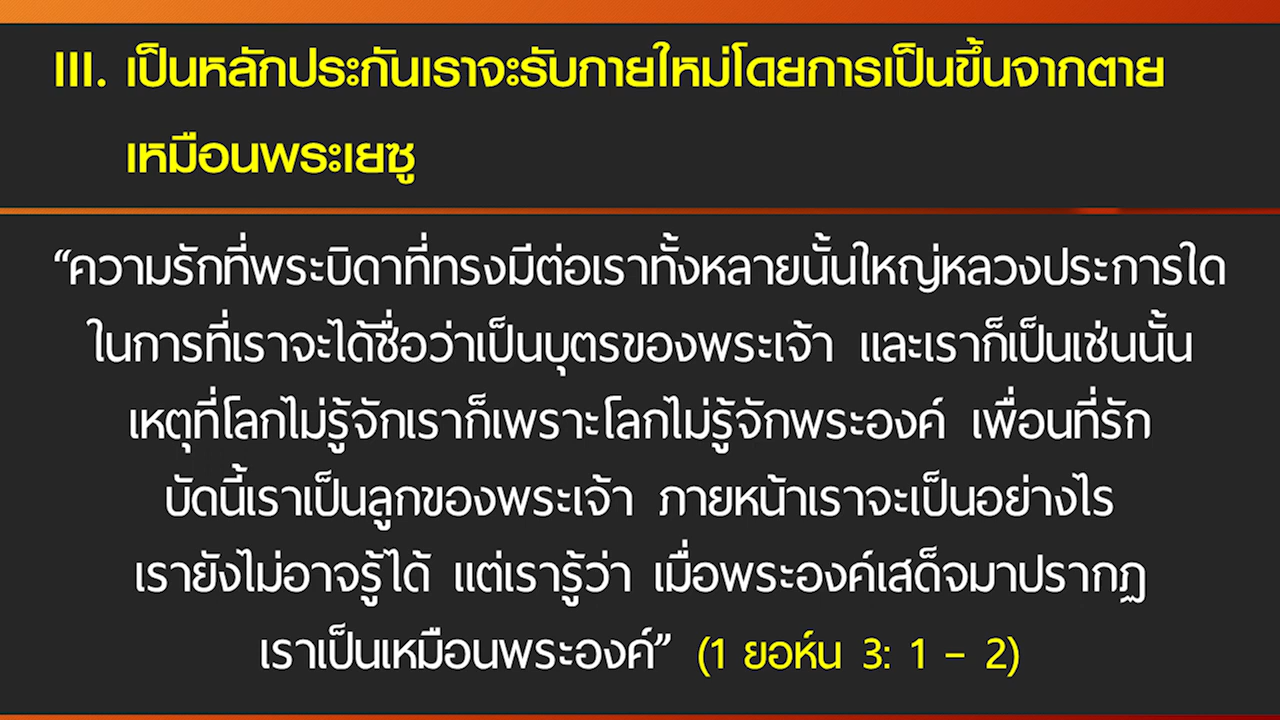 III. เป็นหลักประกันเราจะรับกายใหม่โดยการเป็นขึ้นจากตาย
เหมือนพระเยซู
“ความรักที่พระบิดาที่ทรงมีต่อเราทั้งหลายนั้นใหญ่หลวงประการใด
ในการที่เราจะได้ชื่อว่าเป็นบุตรของพระเจ้า และเราก็เป็นเช่นนั้น
เหตุที่โลกไม่รู้จักเราก็เพราะโลกไม่รู้จักพระองค์ เพื่อนที่รัก
บัดนี้เราเป็นลูกของพระเจ้า ภายหน้าเราจะเป็นอย่างไร
เรายังไม่อาจรู้ได้ แต่เรารู้ว่า เมื่อพระองค์เสด็จมาปรากฏ
เราเป็นเหมือนพระองค์” (1 ยอห์น 3: 1 – 2)